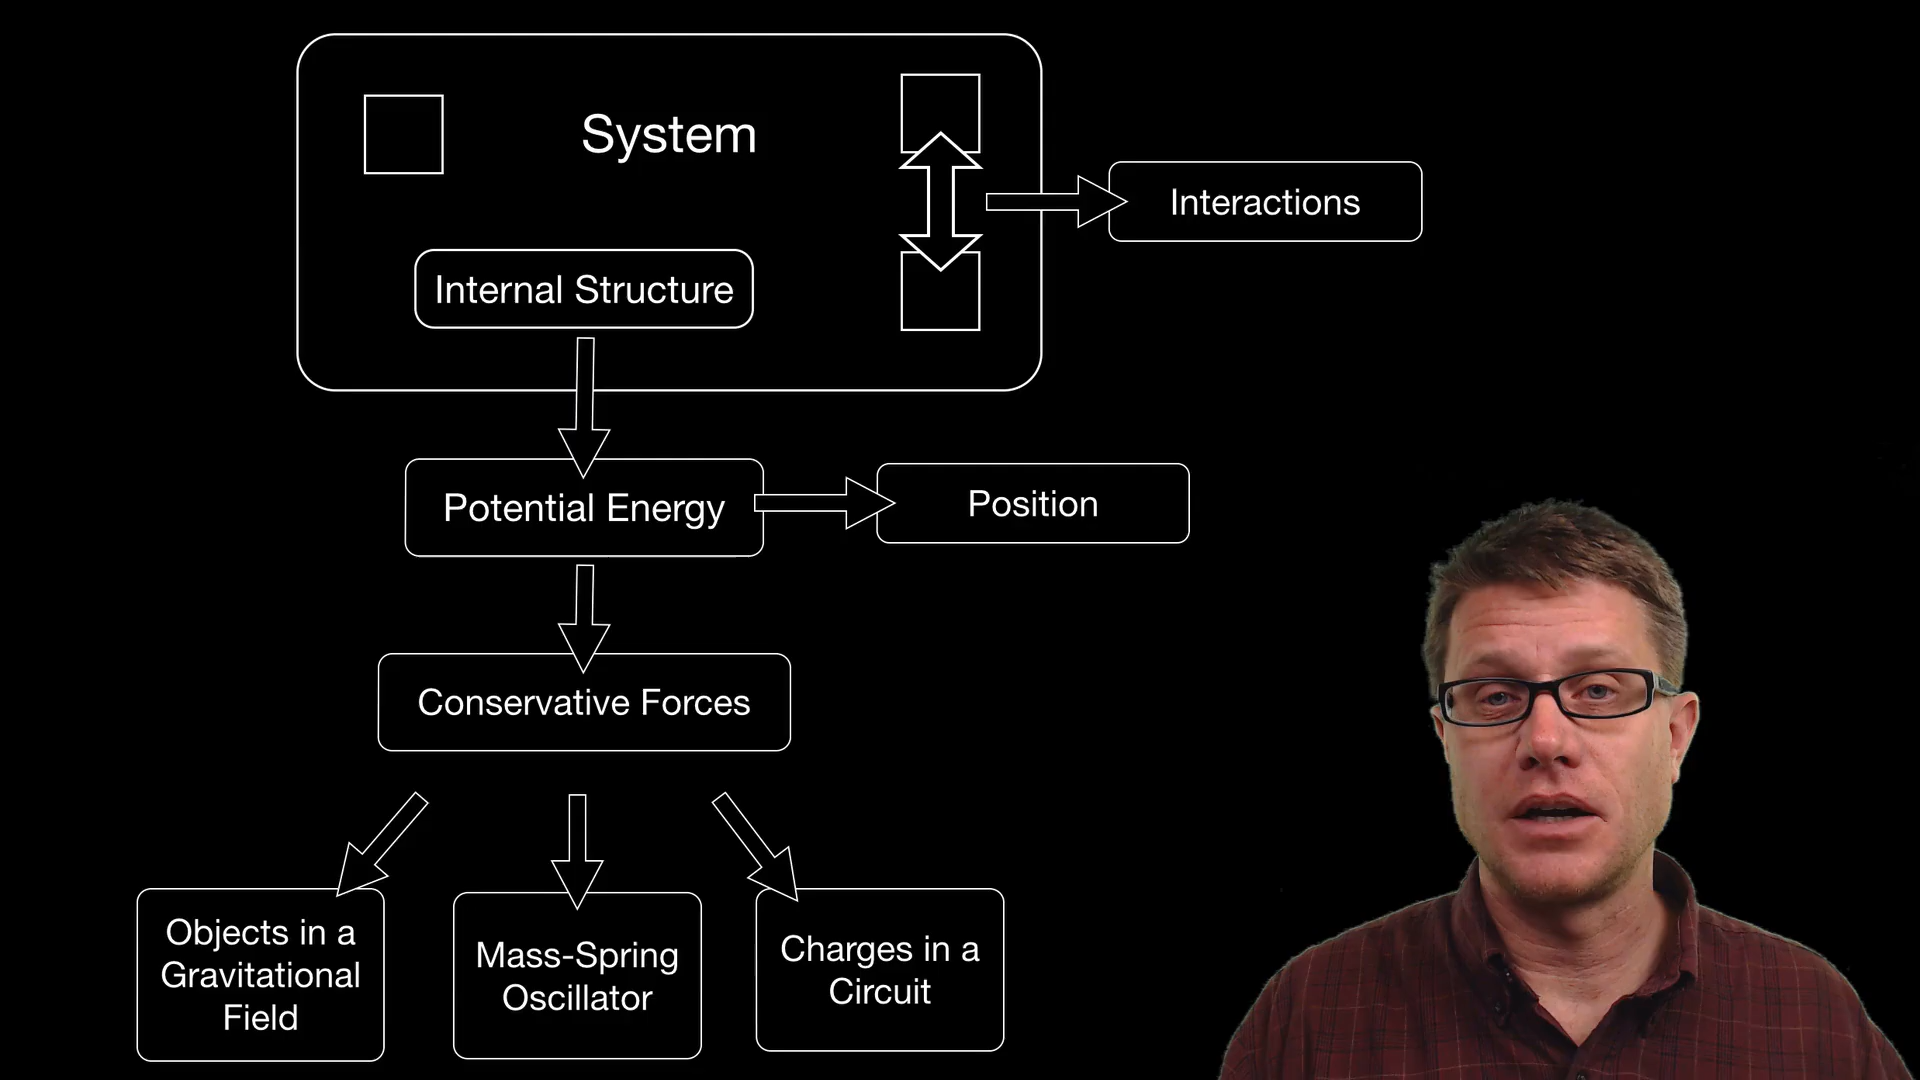 System
Interactions
Internal Structure
Potential Energy
Position
Conservative Forces
Objects in a
Gravitational
Field
Mass-Spring
Oscillator
Charges in a
Circuit